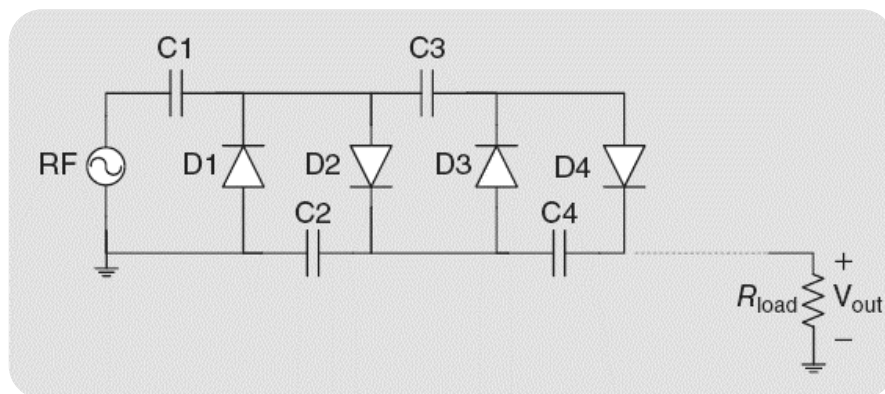 C1
C3
RF
D1
D2
D3
D4
C2
C4
+
R_load
V_out
−